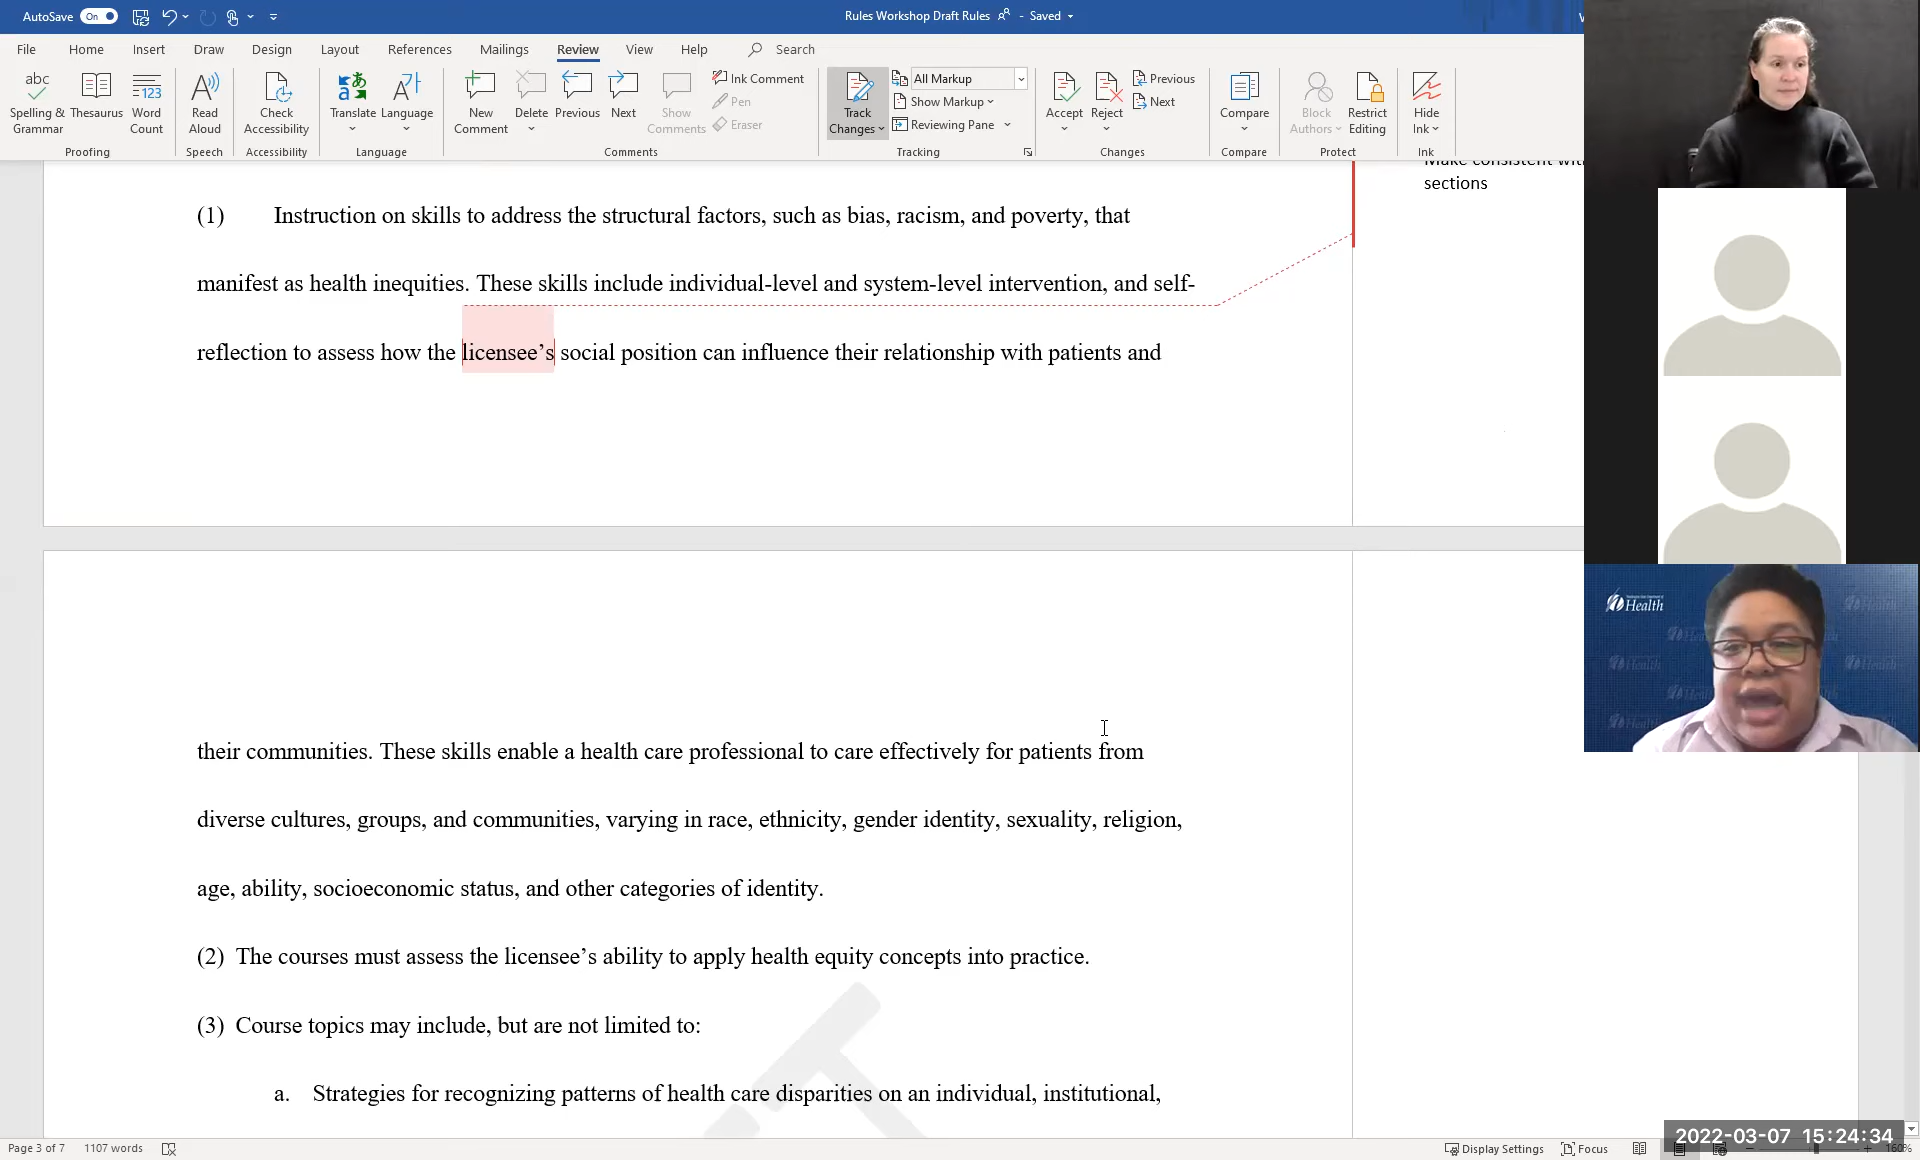 AutoSave On Rules Workshop Draft Rules - Saved
File Home Insert Draw Design Layout References Mailings Review View Help Search
abc Spelling & Grammar
Thesaurus
123 Word Count
Proofing
Read Aloud
Speech
Check Accessibility
Accessibility
Translate
Language
Language
New Comment
Delete
Previous
Next
Show Comments
Ink Comment
Pen
Eraser
Comments
Track Changes
All Markup
Show Markup
Reviewing Pane
Tracking
Accept
Reject
Previous
Next
Changes
Compare
Compare
Block Authors
Restrict Editing
Protect
Hide Ink
Ink
Make consistent with
sections
(1) Instruction on skills to address the structural factors, such as bias, racism, and poverty, that
manifest as health inequities. These skills include individual-level and system-level intervention, and self-
reflection to assess how the licensee’s social position can influence their relationship with patients and
Health
their communities. These skills enable a health care professional to care effectively for patients from
diverse cultures, groups, and communities, varying in race, ethnicity, gender identity, sexuality, religion,
age, ability, socioeconomic status, and other categories of identity.
(2) The courses must assess the licensee’s ability to apply health equity concepts into practice.
(3) Course topics may include, but are not limited to:
a. Strategies for recognizing patterns of health care disparities on an individual, institutional,
Page 3 of 7 1107 words Display Settings Focus 160%
2022-03-07 15:24:34